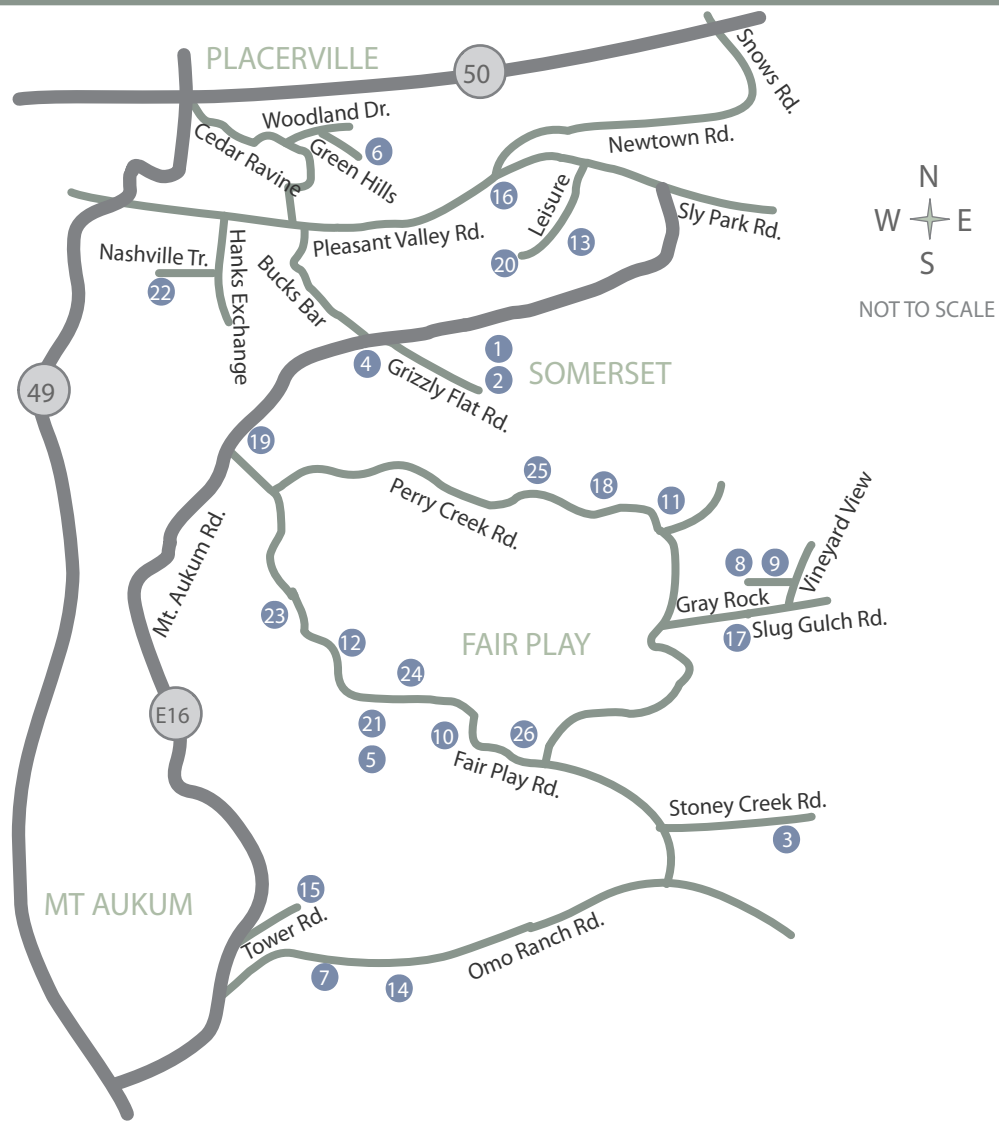 PLACERVILLE
50
Snows Rd.
Woodland Dr.
Cedar Ravine
Green Hills
6
Newtown Rd.
N
W E
S
NOT TO SCALE
16
Leisure
13
20
Sly Park Rd.
Pleasant Valley Rd.
Nashville Tr.
22
Hanks Exchange
Bucks Bar
1
2
SOMERSET
4
Grizzly Flat Rd.
49
19
25
18
11
Perry Creek Rd.
Mt. Aukum Rd.
Vineyard View
8
9
Gray Rock
17
Slug Gulch Rd.
23
12
FAIR PLAY
24
E16
21
10
26
5
Fair Play Rd.
Stoney Creek Rd.
3
MT AUKUM
15
Tower Rd.
7
14
Omo Ranch Rd.